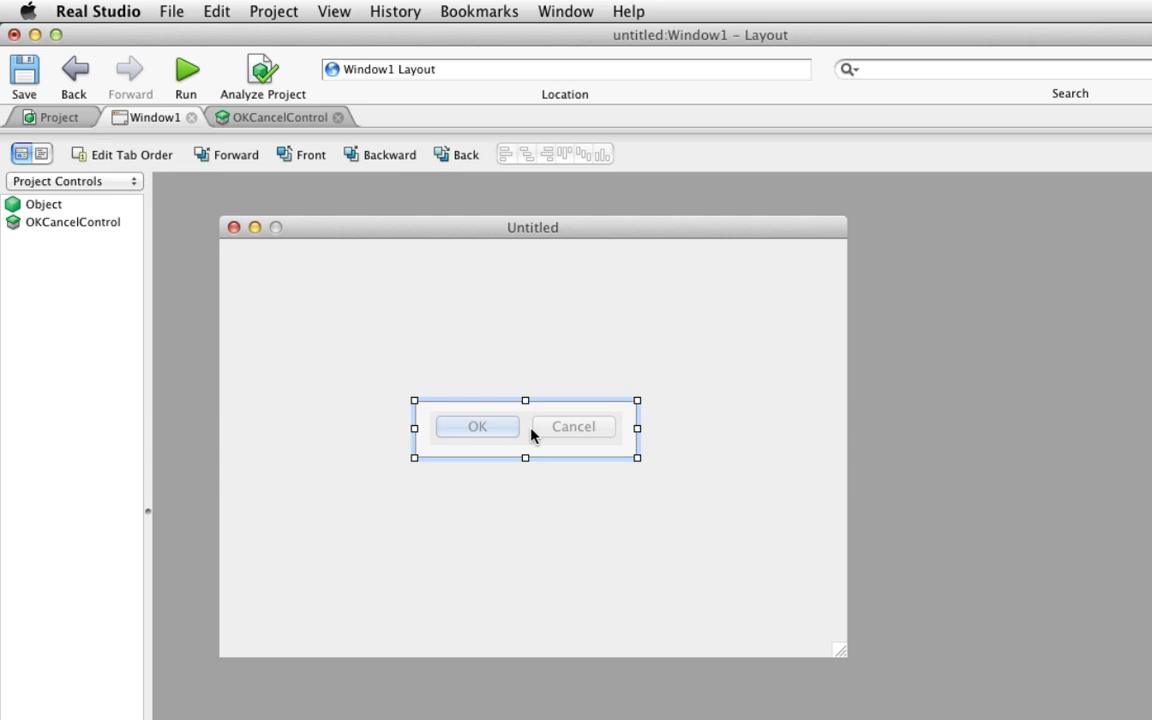 Real Studio File Edit Project View History Bookmarks Window Help
untitled:Window1 – Layout
Window1 Layout
Save Back Forward Run Analyze Project Location Search
Project Window1 OKCancelControl
Edit Tab Order Forward Front Backward Back
Project Controls
Object
OKCancelControl
Untitled
OK Cancel